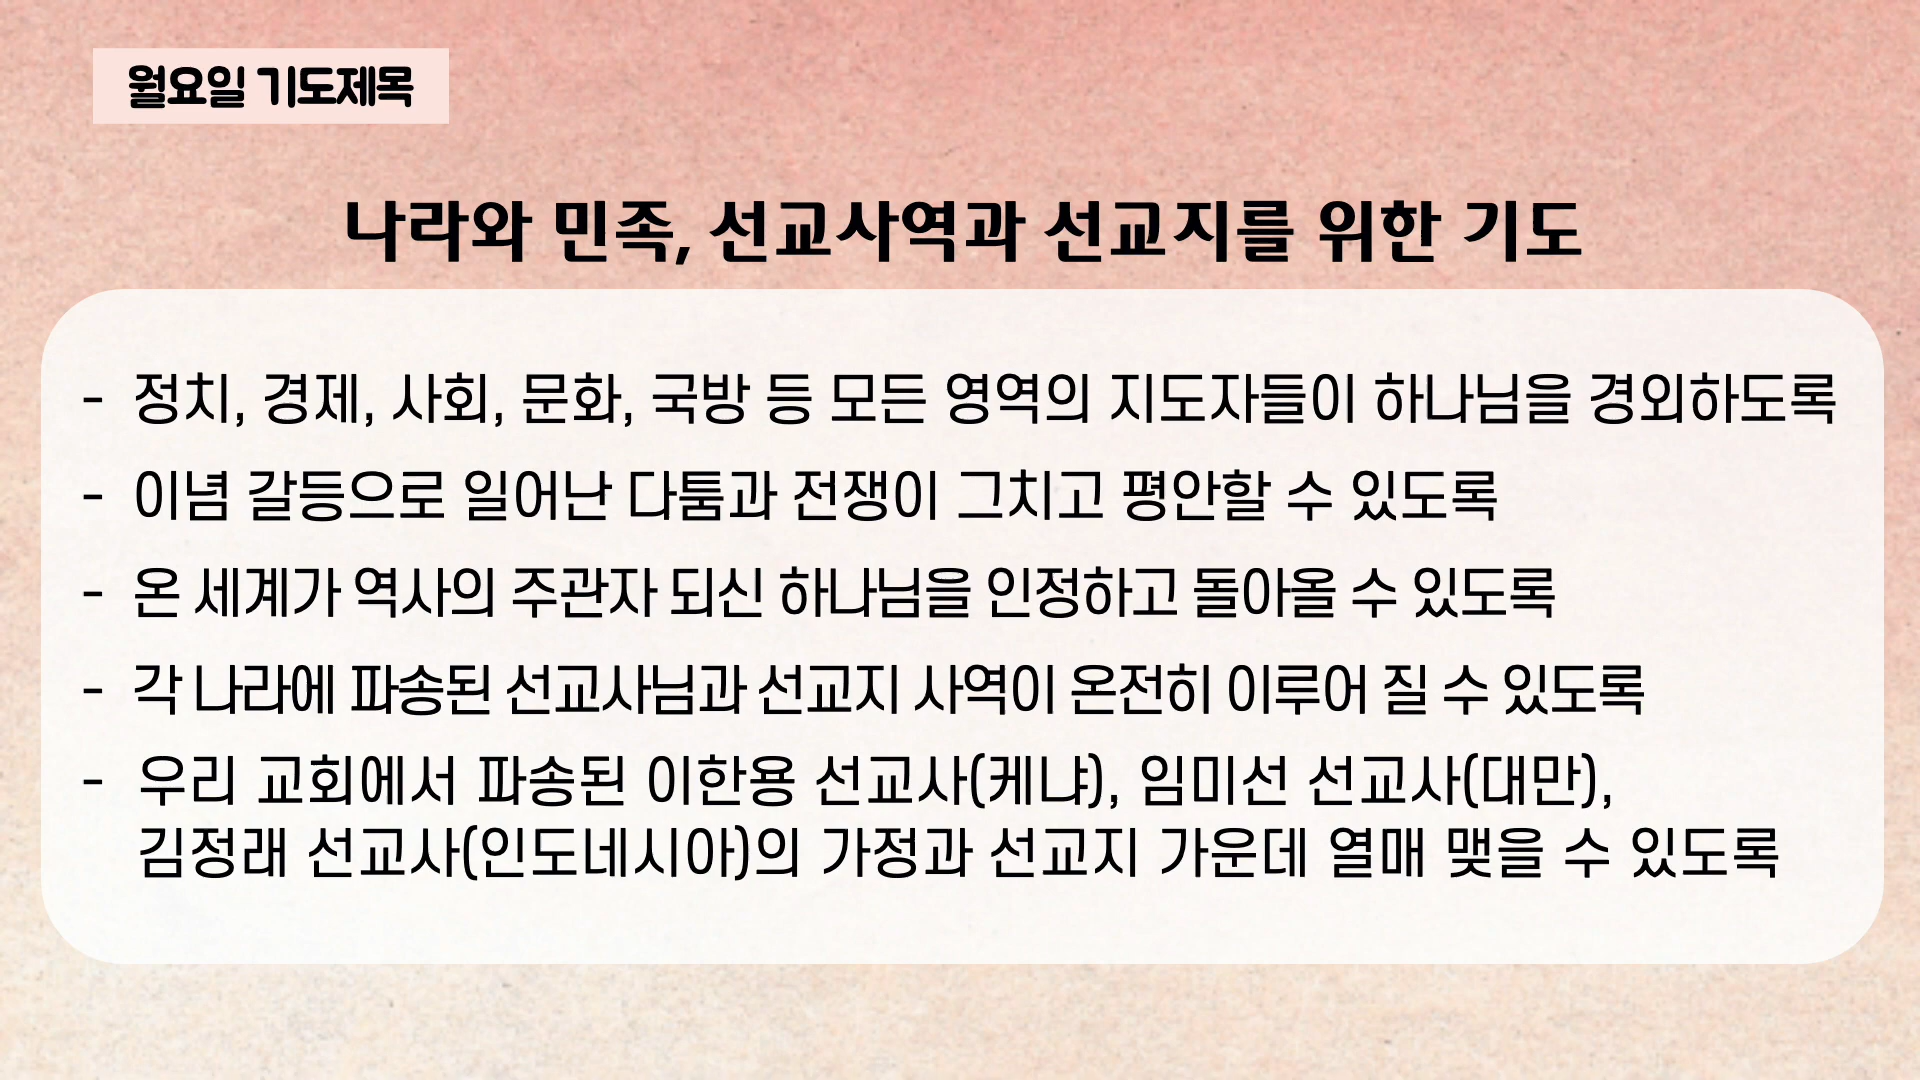 월요일 기도제목
나라와 민족, 선교사역과 선교지를 위한 기도
- 정치, 경제, 사회, 문화, 국방 등 모든 영역의 지도자들이 하나님을 경외하도록
- 이념 갈등으로 일어난 다툼과 전쟁이 그치고 평안할 수 있도록
- 온 세계가 역사의 주관자 되신 하나님을 인정하고 돌아올 수 있도록
- 각 나라에 파송된 선교사님과 선교지 사역이 온전히 이루어 질 수 있도록
- 우리 교회에서 파송된 이한용 선교사(케냐), 임미선 선교사(대만),
김정래 선교사(인도네시아)의 가정과 선교지 가운데 열매 맺을 수 있도록